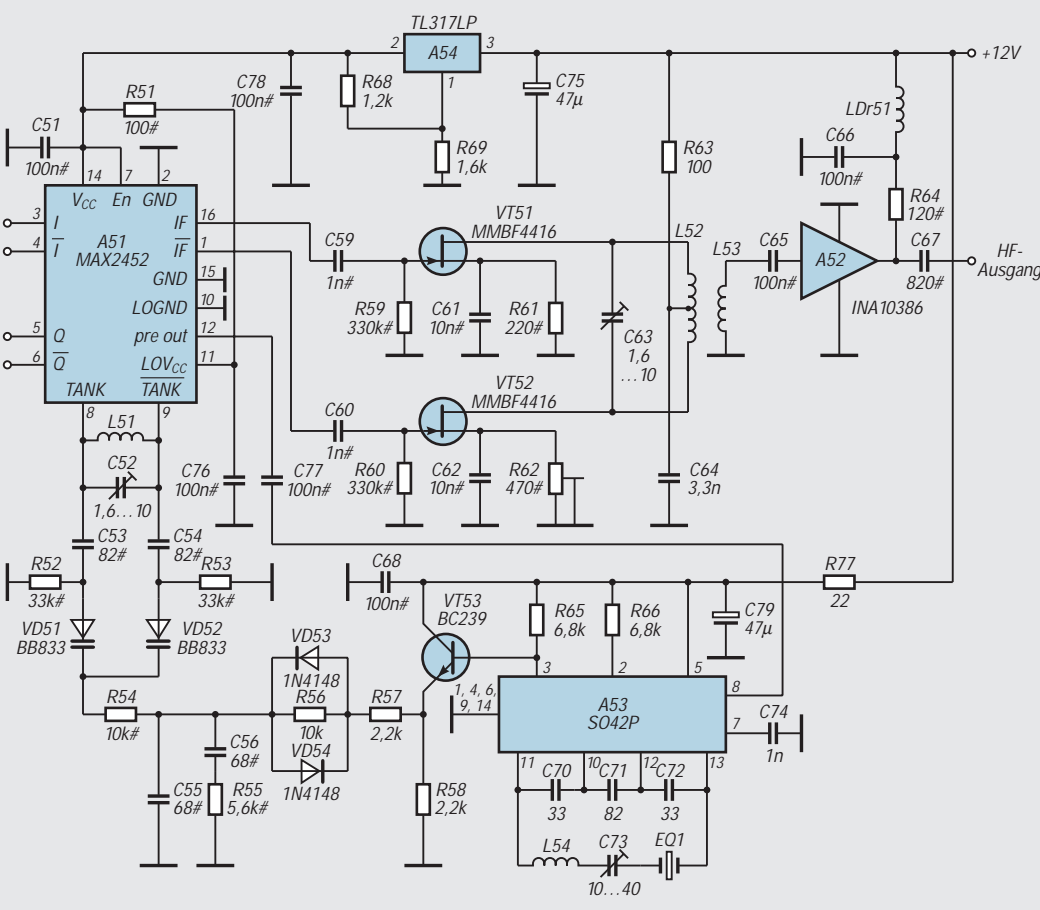 TL317LP
2
A54
3
+12V
1
C78
100n#
R68
1,2k
C75
47µ
LDr51
R51
100#
C51
100n#
R69
1,6k
R63
100
C66
100n#
14
7
2
VCC
En
GND
R64
120#
3
I
A51
MAX2452
IF
16
VT51
MMBF4416
L52
4
I
IF
1
C59
1n#
L53
C65
100n#
A52
C67
820#
HF-
Ausgang
GND
15
LOGND
10
R59
330k#
C61
10n#
R61
220#
C63
1,6
...10
INA10386
5
Q
pre out
12
6
Q
LOVCC
11
TANK
TANK
8
9
VT52
MMBF4416
L51
C60
1n#
C52
1,6...10
C76
100n#
C77
100n#
R60
330k#
C62
10n#
R62
470#
C64
3,3n
C53
82#
C54
82#
R52
33k#
R53
33k#
C68
100n#
R77
22
VT53
BC239
R65
6,8k
R66
6,8k
C79
47µ
VD51
BB833
VD52
BB833
VD53
1N4148
3
2
5
1, 4, 6,
9, 14
A53
SO42P
8
R54
10k#
R56
10k
R57
2,2k
7
C74
1n
C56
68#
VD54
1N4148
11
10
12
13
C70
33
C71
82
C72
33
C55
68#
R55
5,6k#
R58
2,2k
L54
C73
10...40
EQ1